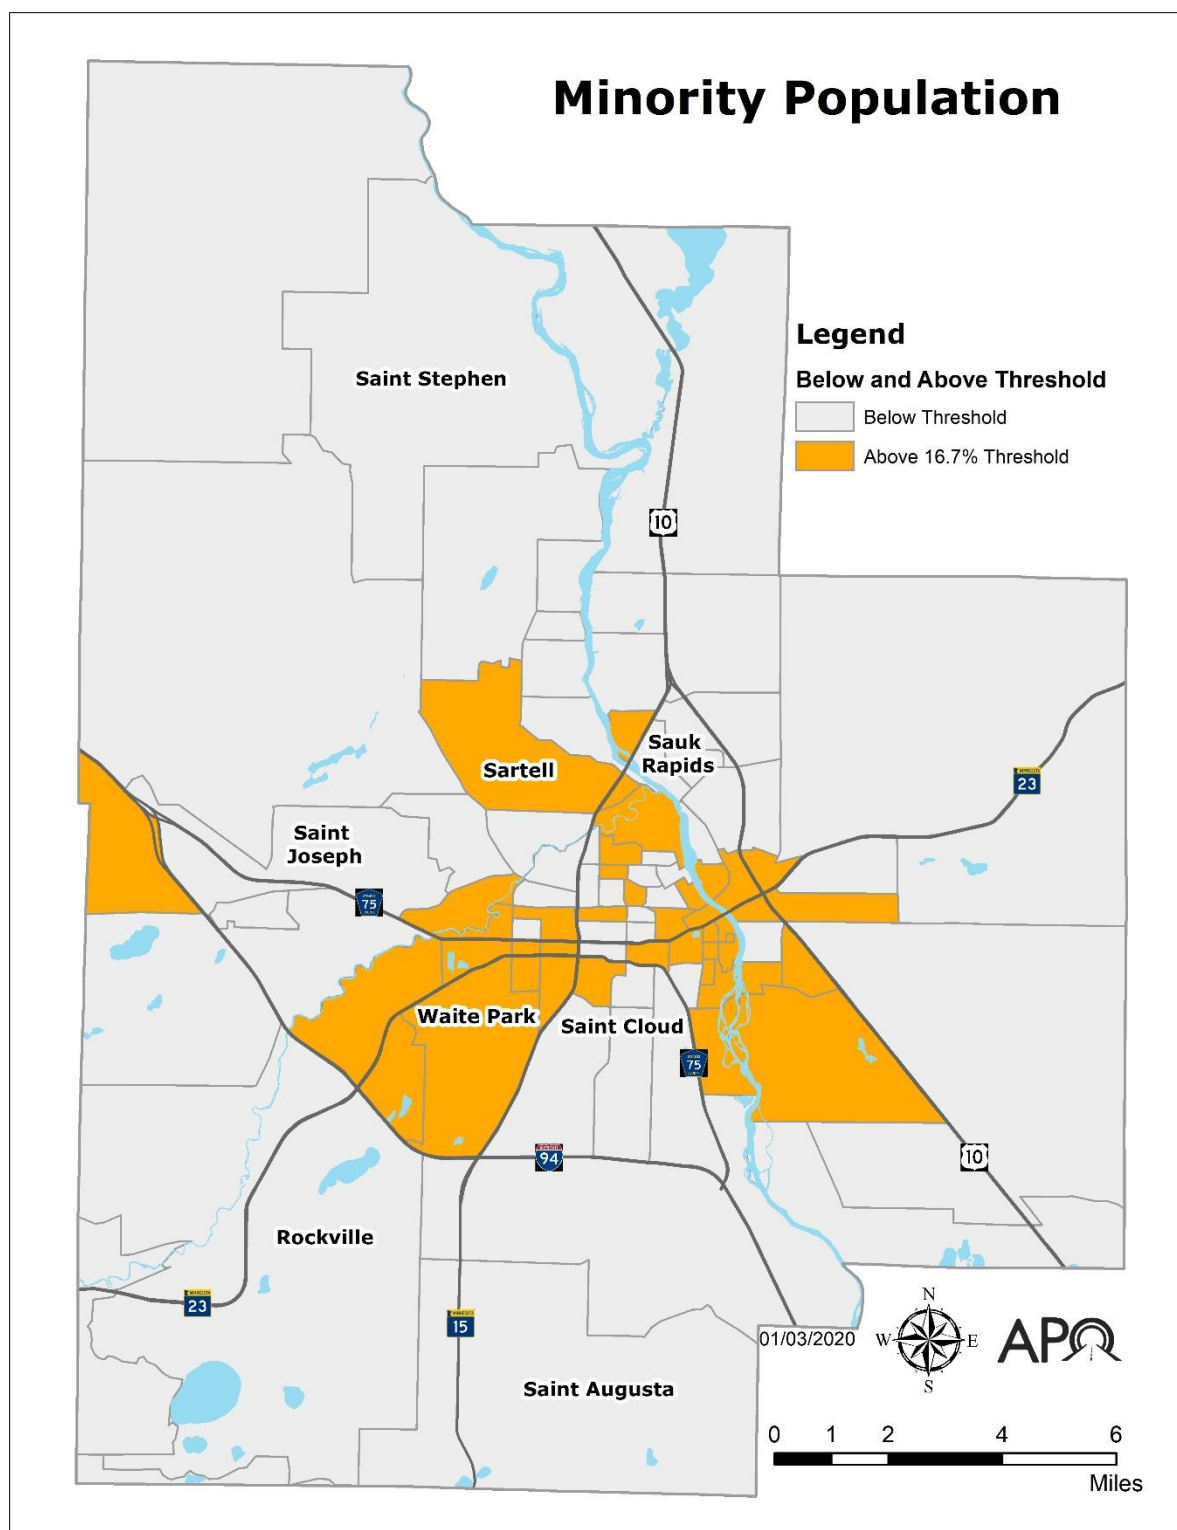 Minority Population
Legend
Below and Above Threshold
Below Threshold
Above 16.7% Threshold
Saint Stephen
10
Sauk
Rapids
Sartell
23
Saint
Joseph
75
Waite Park
Saint Cloud
75
94
10
Rockville
23
15
01/03/2020
N
W
E
S
APO
Saint Augusta
0 1 2 4 6
Miles